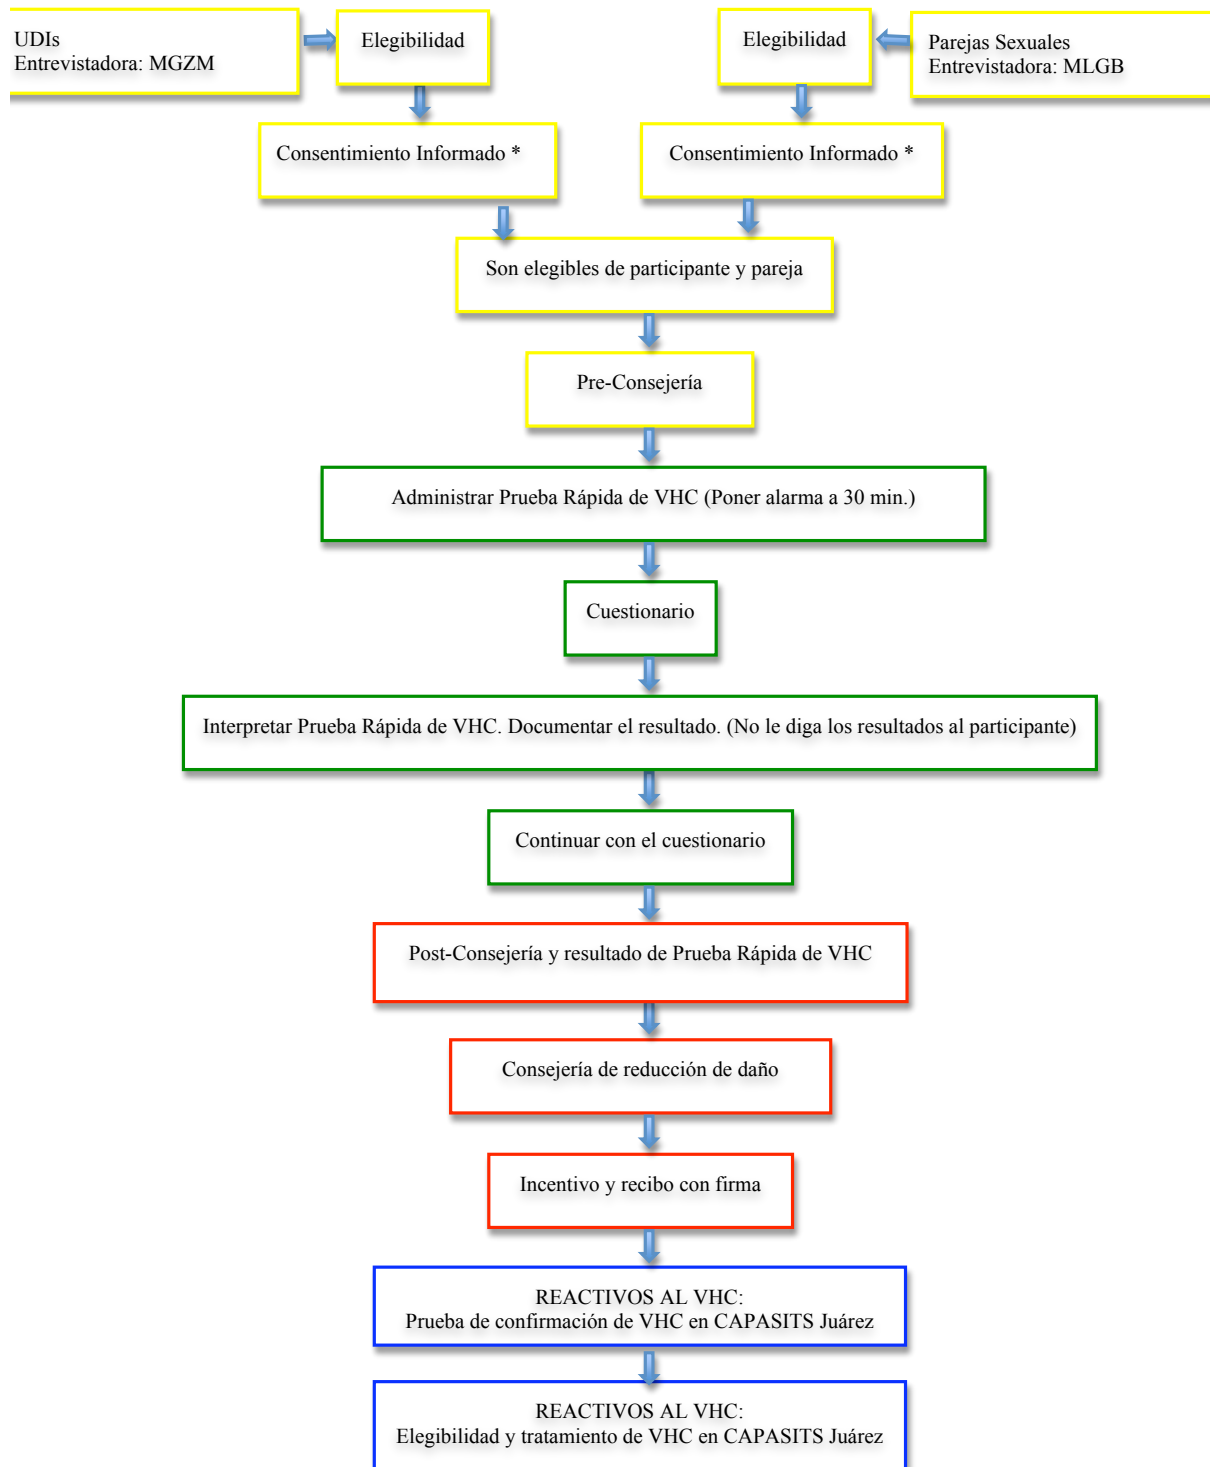 UDIs
Entrevistadora: MGZM
Elegibilidad
Elegibilidad
Parejas Sexuales
Entrevistadora: MLGB
Consentimiento Informado *
Consentimiento Informado *
Son elegibles de participante y pareja
Pre-Consejería
Administrar Prueba Rápida de VHC (Poner alarma a 30 min.)
Cuestionario
Interpretar Prueba Rápida de VHC. Documentar el resultado. (No le diga los resultados al participante)
Continuar con el cuestionario
Post-Consejería y resultado de Prueba Rápida de VHC
Consejería de reducción de daño
Incentivo y recibo con firma
REACTIVOS AL VHC:
Prueba de confirmación de VHC en CAPASITS Juárez
REACTIVOS AL VHC:
Elegibilidad y tratamiento de VHC en CAPASITS Juárez